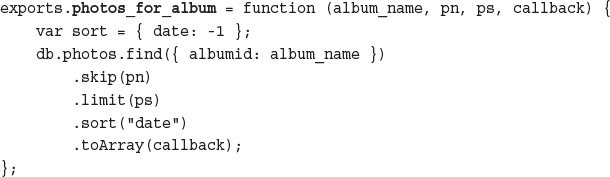 exports.photos_for_album = function (album_name, pn, ps, callback) {
    var sort = { date: -1 };
    db.photos.find({ albumid: album_name })
        .skip(pn)
        .limit(ps)
        .sort("date")
        .toArray(callback);
};